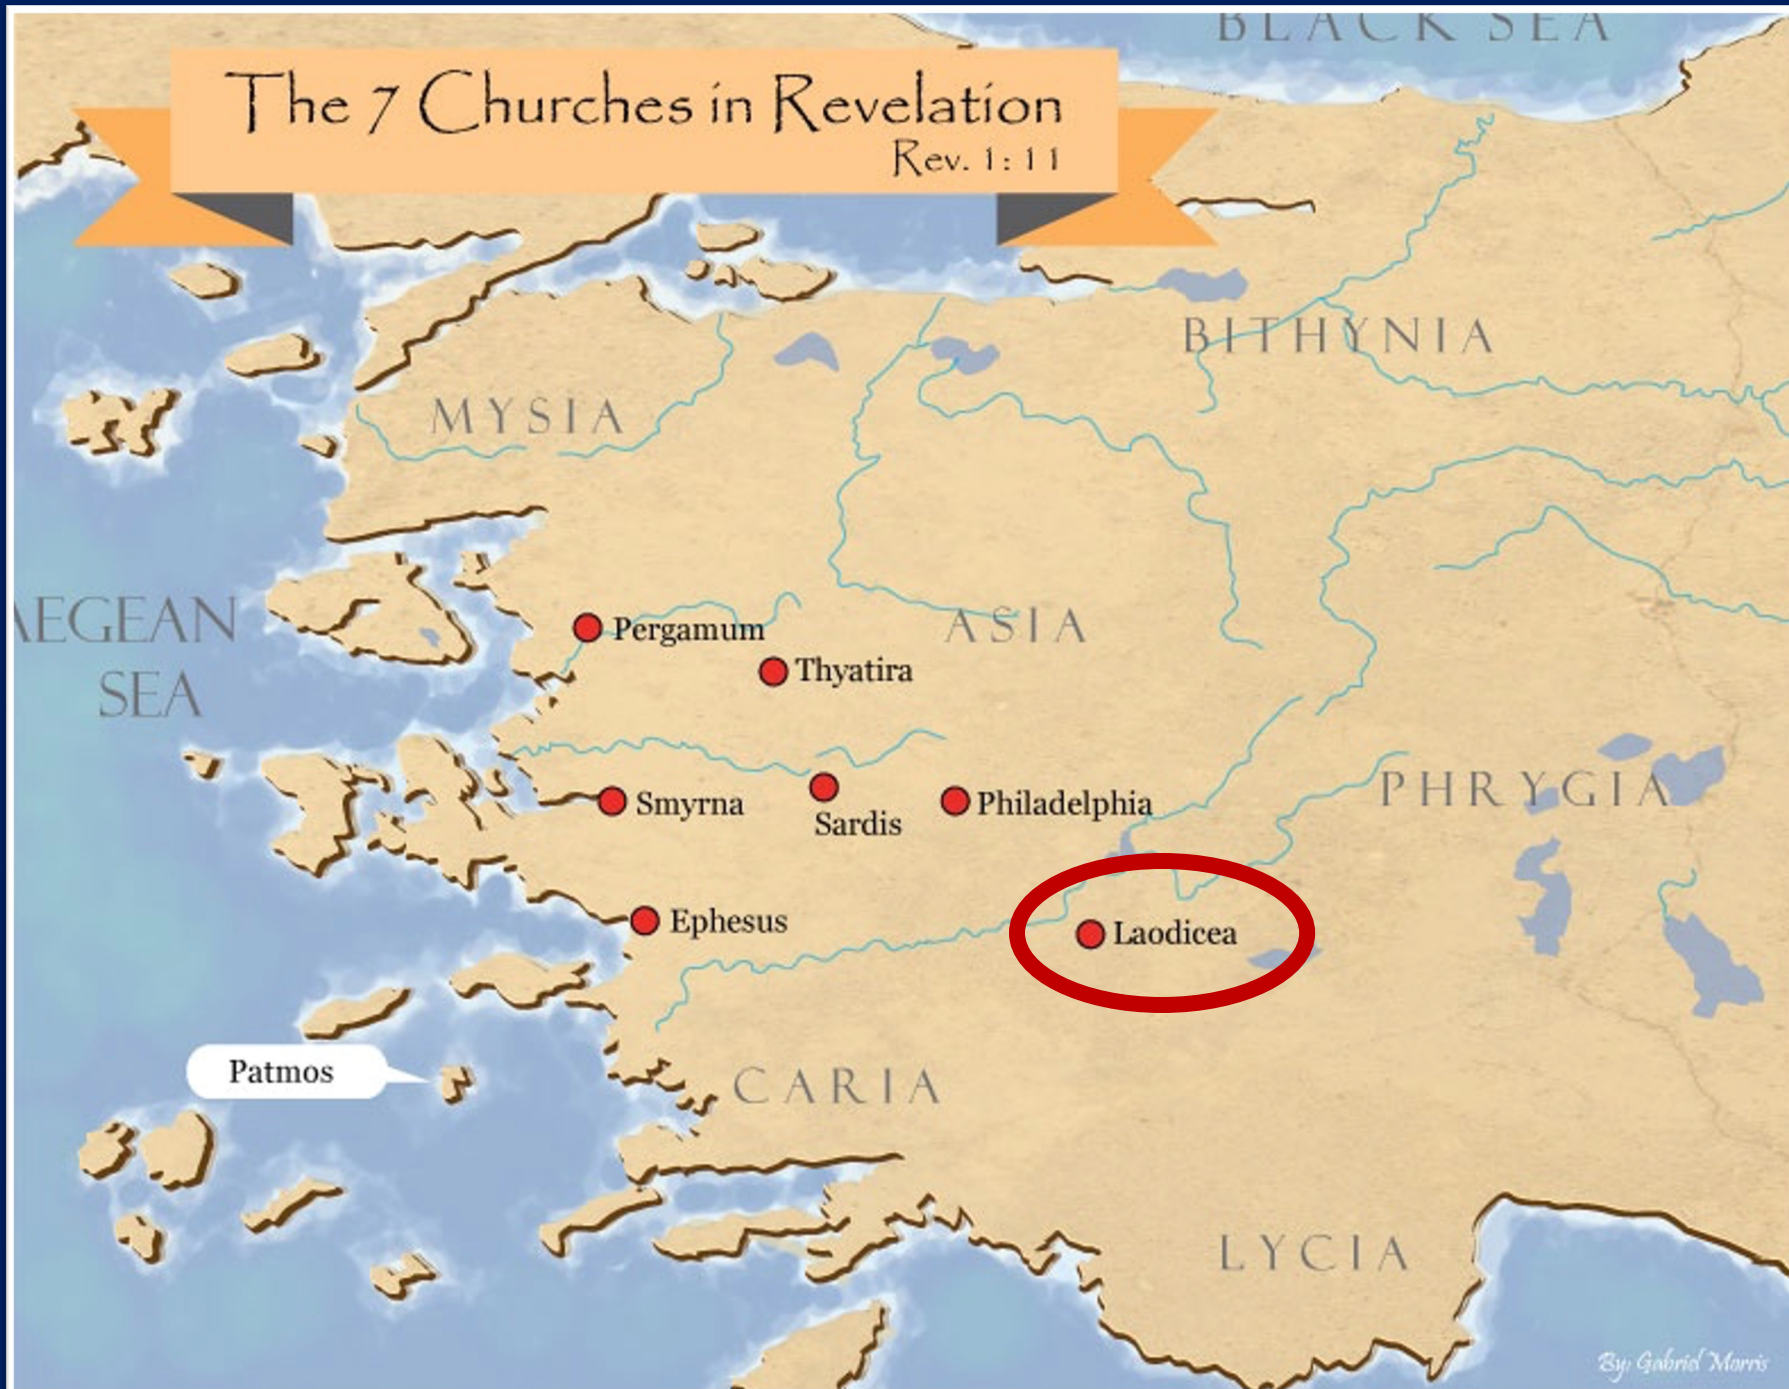 BLACK SEA
The 7 Churches in Revelation
Rev. 1:11
BITHYNIA
MYSIA
AEGEAN
SEA
Pergamum
ASIA
Thyatira
PHRYGIA
Smyrna
Sardis
Philadelphia
Ephesus
Laodicea
Patmos
CARIA
LYCIA
By: Gabriel Morris